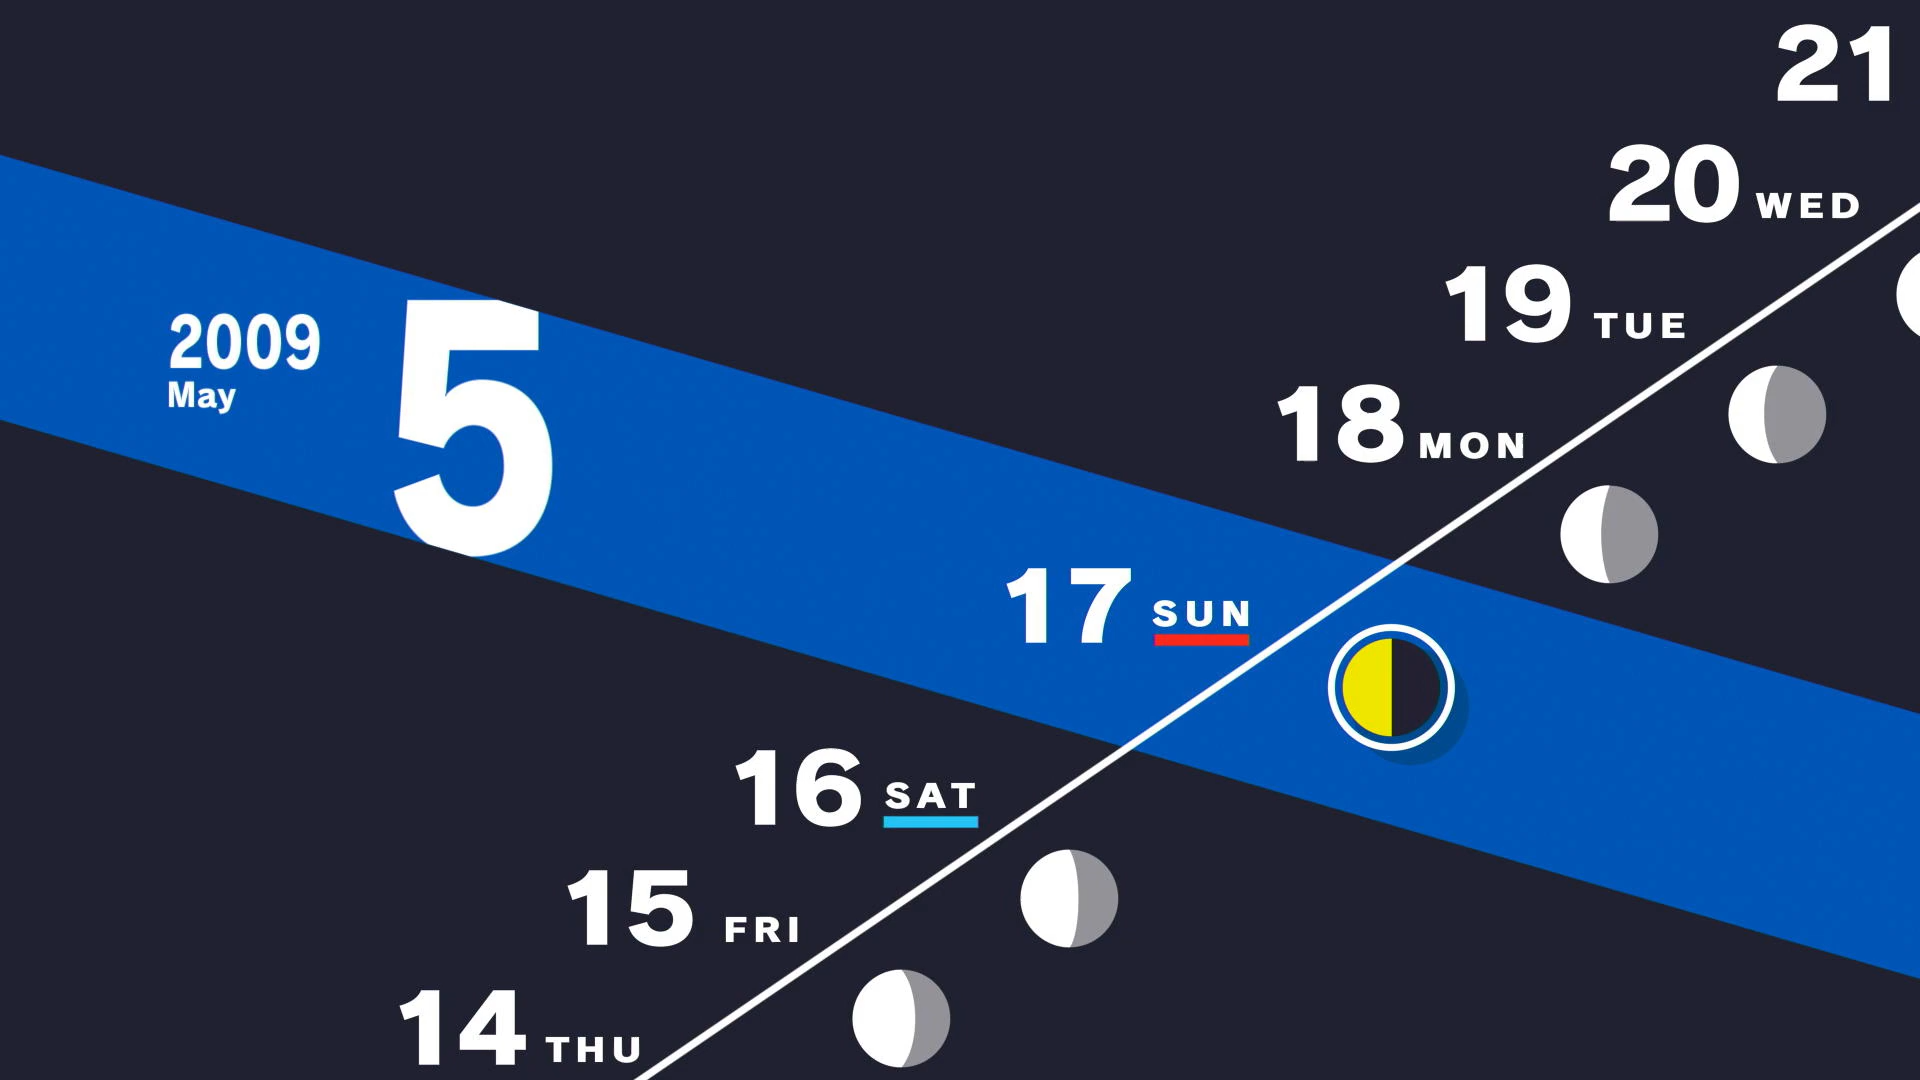 21
20 WED
19 TUE
2009
May
5
18 MON
17 SUN
16 SAT
15 FRI
14 THU